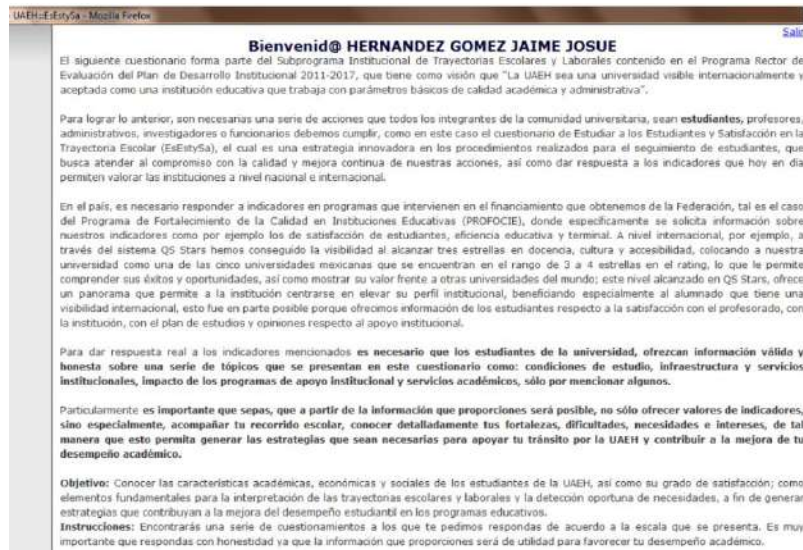 UAEH::EsEstySa - Mozilla Firefox
Salir
Bienvenid@ HERNANDEZ GOMEZ JAIME JOSUE
El siguiente cuestionario forma parte del Subprograma Institucional de Trayectorias Escolares y Laborales contenido en el Programa Rector de
Evaluación del Plan de Desarrollo Institucional 2011-2017, que tiene como visión que "La UAEH sea una universidad visible internacionalmente y
aceptada como una institución educativa que trabaja con parámetros básicos de calidad académica y administrativa".
Para lograr lo anterior, son necesarias una serie de acciones que todos los integrantes de la comunidad universitaria, sean estudiantes, profesores,
administrativos, investigadores o funcionarios debemos cumplir, como en este caso el cuestionario de Estudiar a los Estudiantes y Satisfacción en la
Trayectoria Escolar (EsEstySa), el cual es una estrategia innovadora en los procedimientos realizados para el seguimiento de estudiantes, que
busca atender al compromiso con la calidad y mejora continua de nuestras acciones, así como dar respuesta a los indicadores que hoy en día
permiten valorar las instituciones a nivel nacional e internacional.
En el país, es necesario responder a indicadores en programas que intervienen en el financiamiento que obtenemos de la Federación, tal es el caso
del Programa de Fortalecimiento de la Calidad en Instituciones Educativas (PROFOCIE), donde específicamente se solicita información sobre
nuestros indicadores como por ejemplo los de satisfacción de estudiantes, eficiencia educativa y terminal. A nivel internacional, por ejemplo, a
través del sistema QS Stars hemos conseguido la visibilidad al alcanzar tres estrellas en docencia, cultura y accesibilidad, colocando a nuestra
universidad como una de las cinco universidades mexicanas que se encuentran en el rango de 3 a 4 estrellas en el rating, lo que le permite
comprender sus éxitos y oportunidades, así como mostrar su valor frente a otras universidades del mundo; este nivel alcanzado en QS Stars, ofrece
un panorama que permite a la institución centrarse en elevar su perfil institucional, beneficiando especialmente al alumnado que tiene una
visibilidad internacional, esto fue en parte posible porque ofrecimos información de los estudiantes respecto a la satisfacción con el profesorado, con
la institución, con el plan de estudios y opiniones respecto al apoyo institucional.
Para dar respuesta real a los indicadores mencionados es necesario que los estudiantes de la universidad, ofrezcan información válida y
honesta sobre una serie de tópicos que se presentan en este cuestionario como: condiciones de estudio, infraestructura y servicios
institucionales, impacto de los programas de apoyo institucional y servicios académicos, sólo por mencionar algunos.
Particularmente es importante que sepas, que a partir de la información que proporciones será posible, no sólo ofrecer valores de indicadores,
sino especialmente, acompañar tu recorrido escolar, conocer detalladamente tus fortalezas, dificultades, necesidades e intereses, de tal
manera que esto permita generar las estrategias que sean necesarias para apoyar tu tránsito por la UAEH y contribuir a la mejora de tu
desempeño académico.
Objetivo: Conocer las características académicas, económicas y sociales de los estudiantes de la UAEH, así como su grado de satisfacción; como
elementos fundamentales para la interpretación de las trayectorias escolares y laborales y la detección oportuna de necesidades, a fin de generar
estrategias que contribuyan a la mejora del desempeño estudiantil en los programas educativos.
Instrucciones: Encontrarás una serie de cuestionamientos a los que te pedimos respondas de acuerdo a la escala que se presenta. Es muy
importante que respondas con honestidad ya que la información que proporciones será de utilidad para favorecer tu desempeño académico.